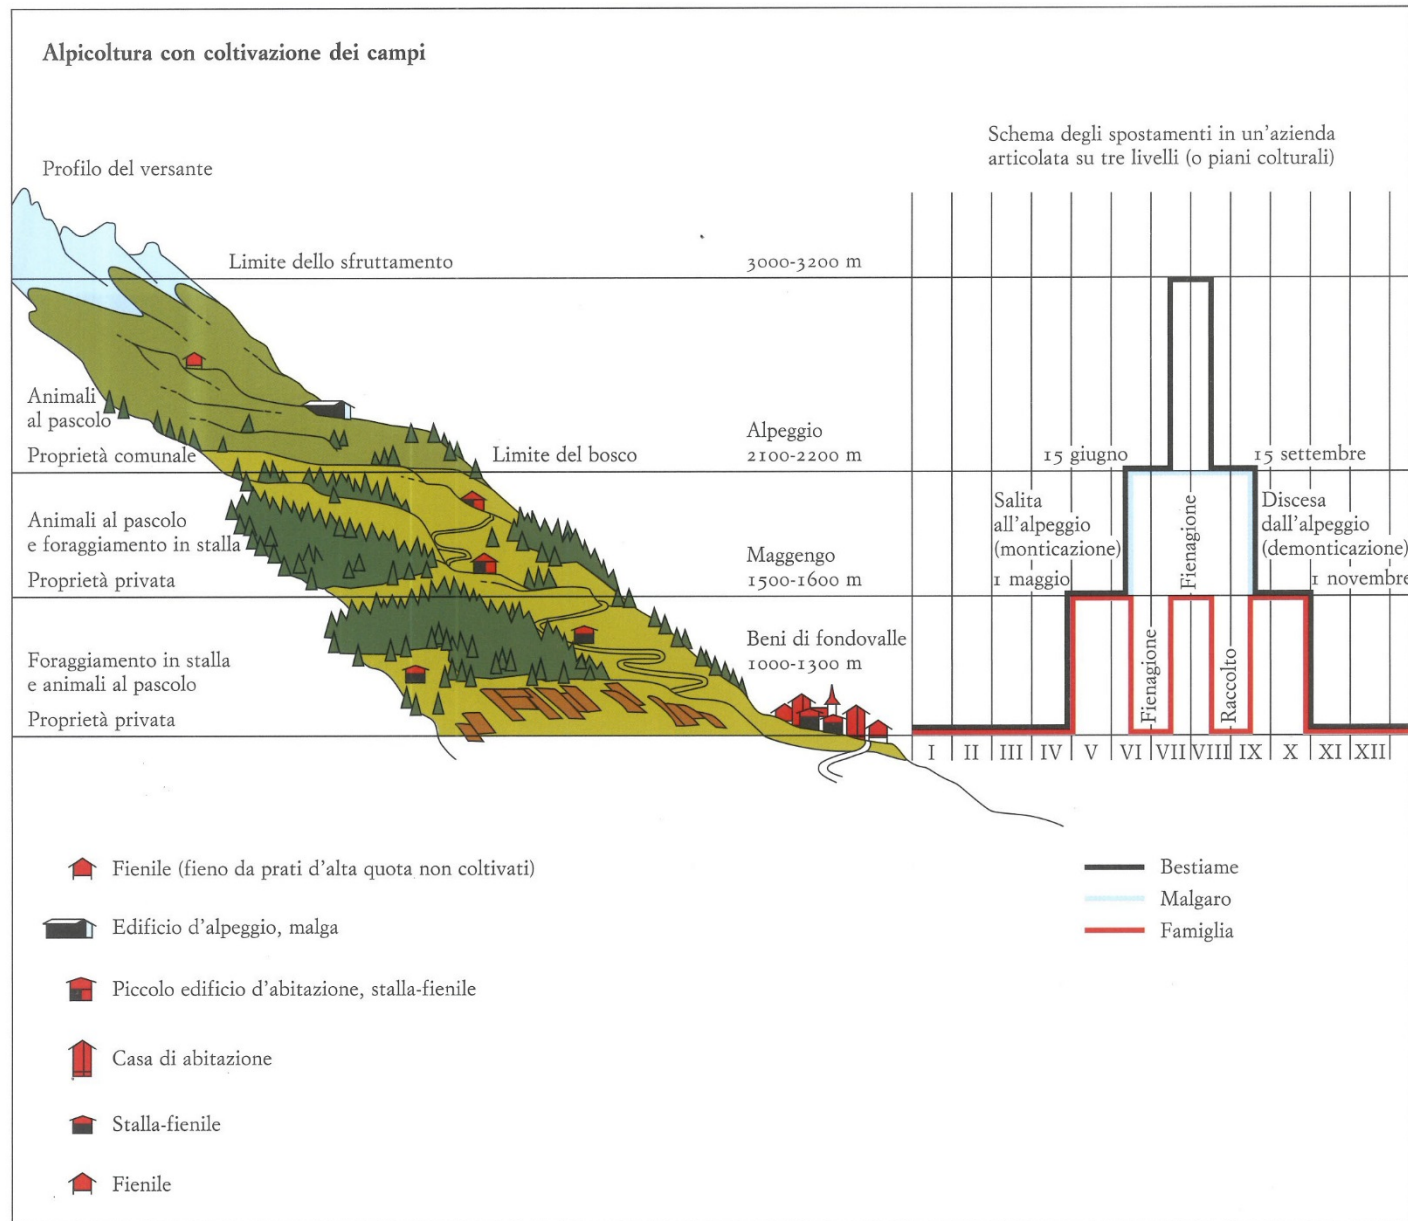 Alpicoltura con coltivazione dei campi
Schema degli spostamenti in un'azienda
articolata su tre livelli (o piani colturali)
Profilo del versante
Limite dello sfruttamento
3000-3200 m
Animali
al pascolo
Proprietà comunale
Limite del bosco
Alpeggio
2100-2200 m
15 giugno
15 settembre
Animali al pascolo
e foraggiamento in stalla
Proprietà privata
Maggengo
1500-1600 m
Salita
all'alpeggio
(monticazione)
1 maggio
Fienagione
Discesa
dall'alpeggio
(demonticazione)
1 novembre
Foraggiamento in stalla
e animali al pascolo
Proprietà privata
Beni di fondovalle
1000-1300 m
Fienagione
Raccolto
I II III IV V VI VII VIII IX X XI XII
Fienile (fieno da prati d'alta quota non coltivati)
Edificio d'alpeggio, malga
Piccolo edificio d'abitazione, stalla-fienile
Casa di abitazione
Stalla-fienile
Fienile
Bestiame
Malgaro
Famiglia